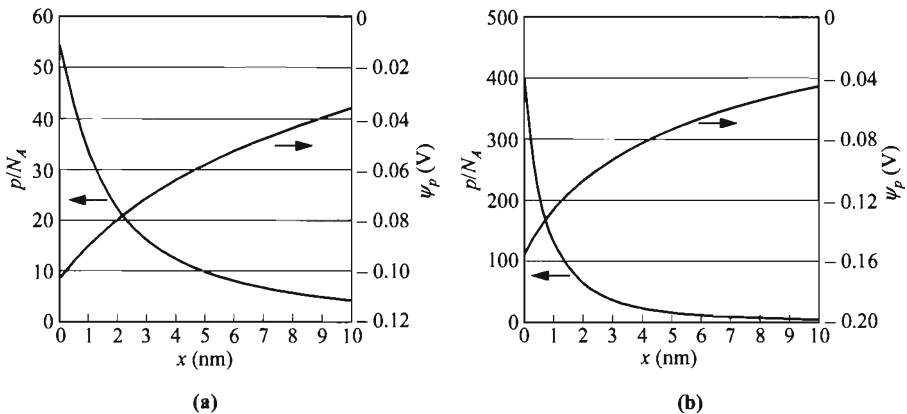 60
50
40
30
20
10
0
p/N_A
0
– 0.02
– 0.04
– 0.06
– 0.08
– 0.10
– 0.12
ψ_p (V)
0 1 2 3 4 5 6 7 8 9 10
x (nm)
(a)
500
400
300
200
100
0
p/N_A
0
– 0.04
– 0.08
– 0.12
– 0.16
– 0.20
ψ_p (V)
0 1 2 3 4 5 6 7 8 9 10
x (nm)
(b)